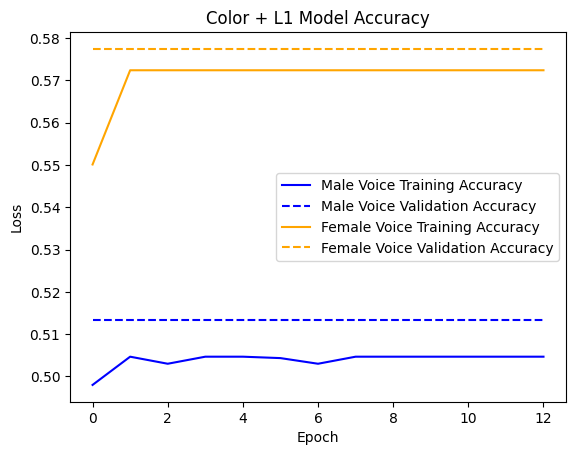 Color + L1 Model Accuracy
0.58
0.57
0.56
0.55
0.54
0.53
0.52
0.51
0.50
Loss
Male Voice Training Accuracy
Male Voice Validation Accuracy
Female Voice Training Accuracy
Female Voice Validation Accuracy
0 2 4 6 8 10 12
Epoch